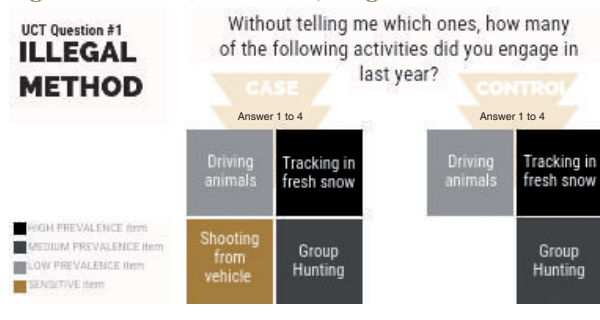 UCT Question #1
ILLEGAL
METHOD
Without telling me which ones, how many
of the following activities did you engage in
last year?
CASE
Answer 1 to 4
Driving
animals
Tracking in
fresh snow
Shooting
from
vehicle
Group
Hunting
CONTROL
Answer 1 to 4
Driving
animals
Tracking in
fresh snow
Group
Hunting
HIGH PREVALENCE item
MEDIUM PREVALENCE item
LOW PREVALENCE item
SENSITIVE item